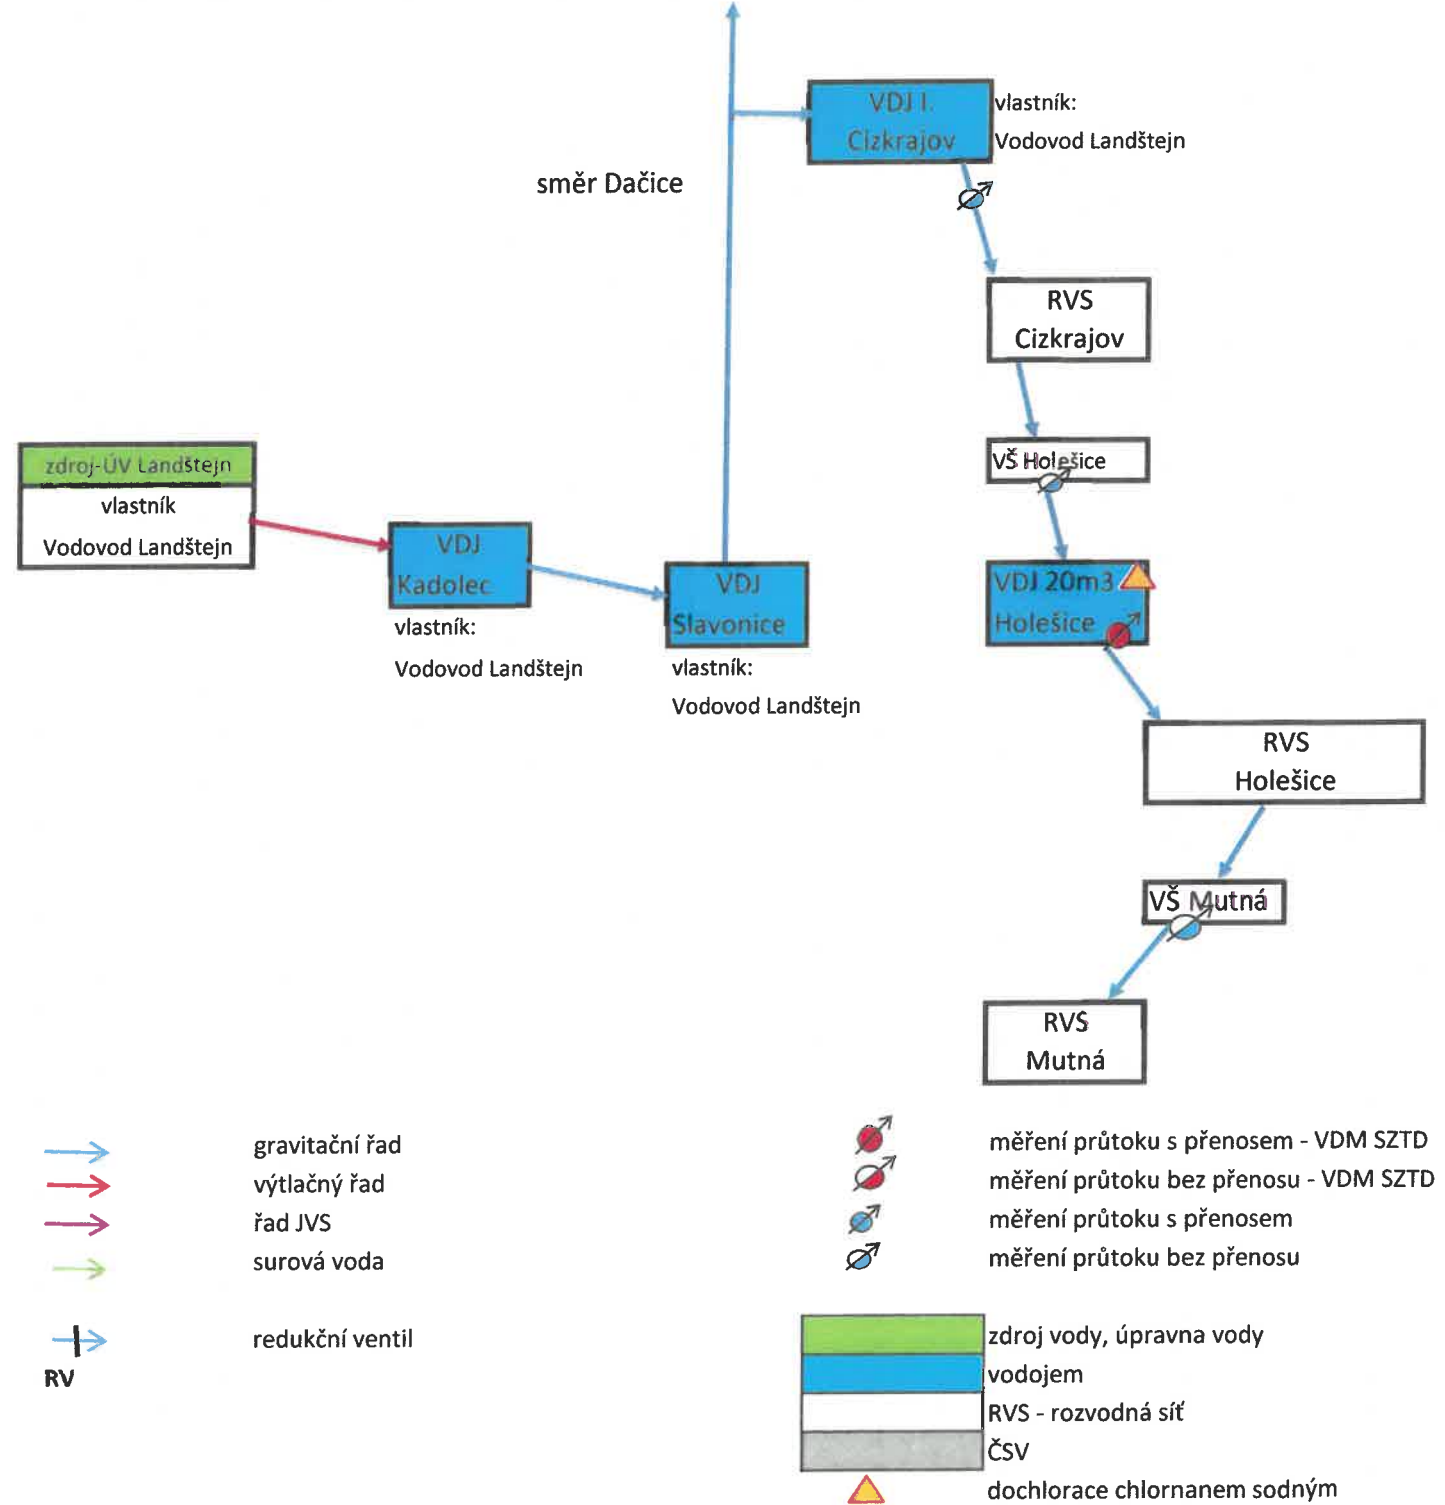 VDJ I.
Cizkrajov
vlastník:
Vodovod Landštejn
směr Dačice
RVS
Cizkrajov
VŠ Holešice
zdroj-ÚV Landštejn
vlastník
Vodovod Landštejn
VDJ
Kadolec
vlastník:
Vodovod Landštejn
VDJ
Slavonice
vlastník:
Vodovod Landštejn
VDJ 20m3
Holešice
RVS
Holešice
VŠ Mutná
RVS
Mutná
gravitační řad
výtlačný řad
řad JVS
surová voda
redukční ventil
RV
měření průtoku s přenosem - VDM SZTD
měření průtoku bez přenosu - VDM SZTD
měření průtoku s přenosem
měření průtoku bez přenosu
zdroj vody, úpravna vody
vodojem
RVS - rozvodná síť
ČSV
dochlorace chlornanem sodným